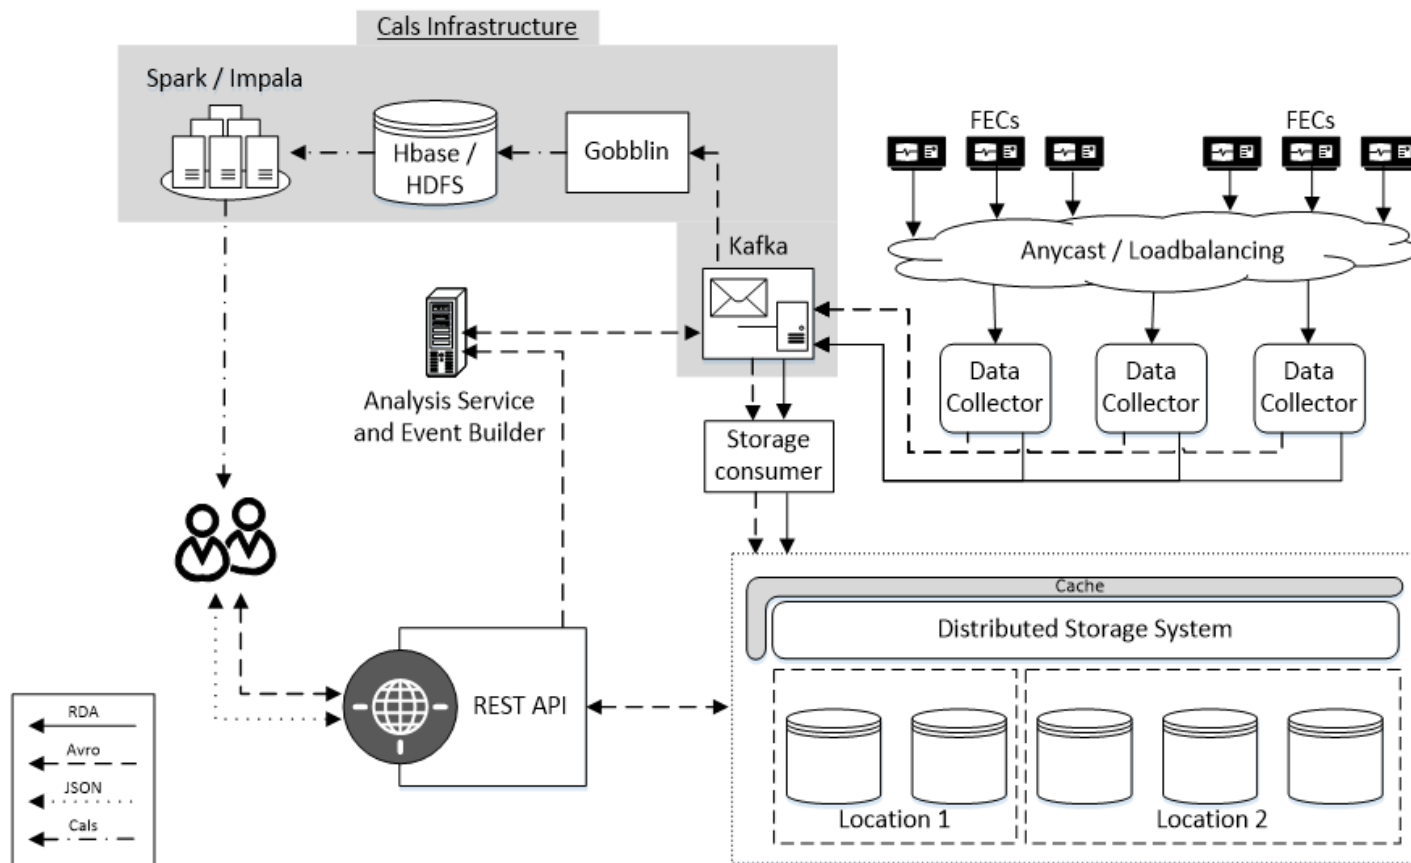 Cals Infrastructure
Spark / Impala
Hbase /
HDFS
Gobblin
Kafka
FECs
FECs
Anycast / Loadbalancing
Data
Collector
Data
Collector
Data
Collector
Analysis Service
and Event Builder
Storage
consumer
Cache
Distributed Storage System
REST API
Location 1
Location 2
RDA
Avro
JSON
Cals